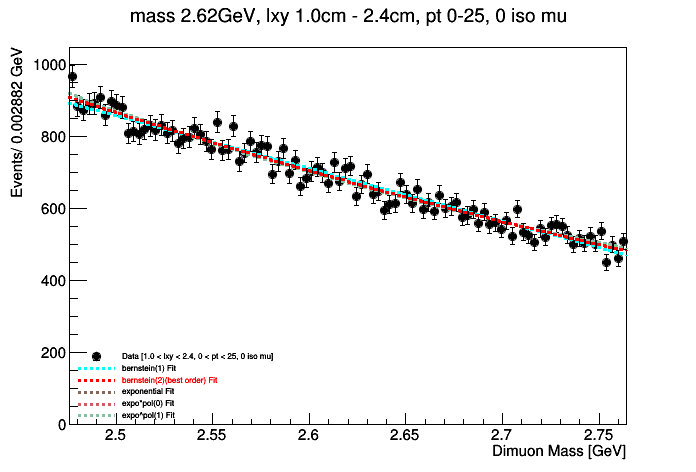 mass 2.62GeV, lxy 1.0cm - 2.4cm, pt 0-25, 0 iso mu
Events/ 0.002882 GeV
1000
800
600
400
200
0
Data [1.0 < lxy < 2.4, 0 < pt < 25, 0 iso mu]
bernstein(1) Fit
bernstein(2)(best order) Fit
exponential Fit
expo*pol(0) Fit
expo*pol(1) Fit
2.5 2.55 2.6 2.65 2.7 2.75
Dimuon Mass [GeV]